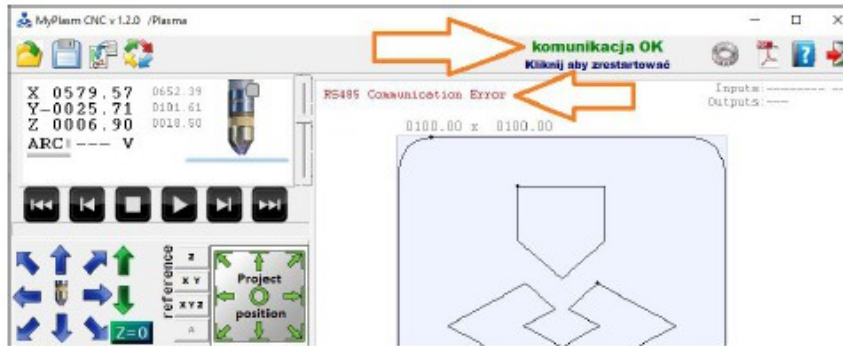 MyPlasm CNC v 1.2.0 /Plasma
komunikacja OK
Kliknij aby zrestartować
X 0579.57 0652.39
Y-0025.71 0101.61
Z 0006.90 0010.50
ARC --- V
RS485 Communication Error
Inputs:
Outputs:---
0100.00 x 0100.00
reference
Z
X Y
X Y Z
A
Project
position
Z=0